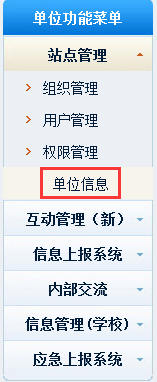 单位功能菜单
站点管理
组织管理
用户管理
权限管理
单位信息
互动管理（新）
信息上报系统
内部交流
信息管理(学校)
应急上报系统